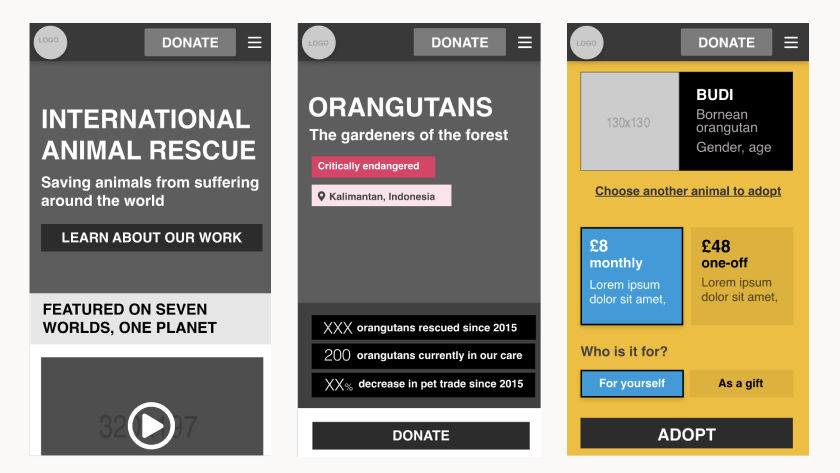 LOGO
DONATE
INTERNATIONAL
ANIMAL RESCUE
Saving animals from suffering
around the world
LEARN ABOUT OUR WORK
FEATURED ON SEVEN
WORLDS, ONE PLANET
LOGO
DONATE
ORANGUTANS
The gardeners of the forest
Critically endangered
Kalimantan, Indonesia
XXX orangutans rescued since 2015
200 orangutans currently in our care
XX% decrease in pet trade since 2015
DONATE
LOGO
DONATE
130x130
BUDI
Bornean
orangutan
Gender, age
Choose another animal to adopt
£8
monthly
Lorem ipsum
dolor sit amet,
£48
one-off
Lorem ipsum
dolor sit amet,
Who is it for?
For yourself
As a gift
ADOPT